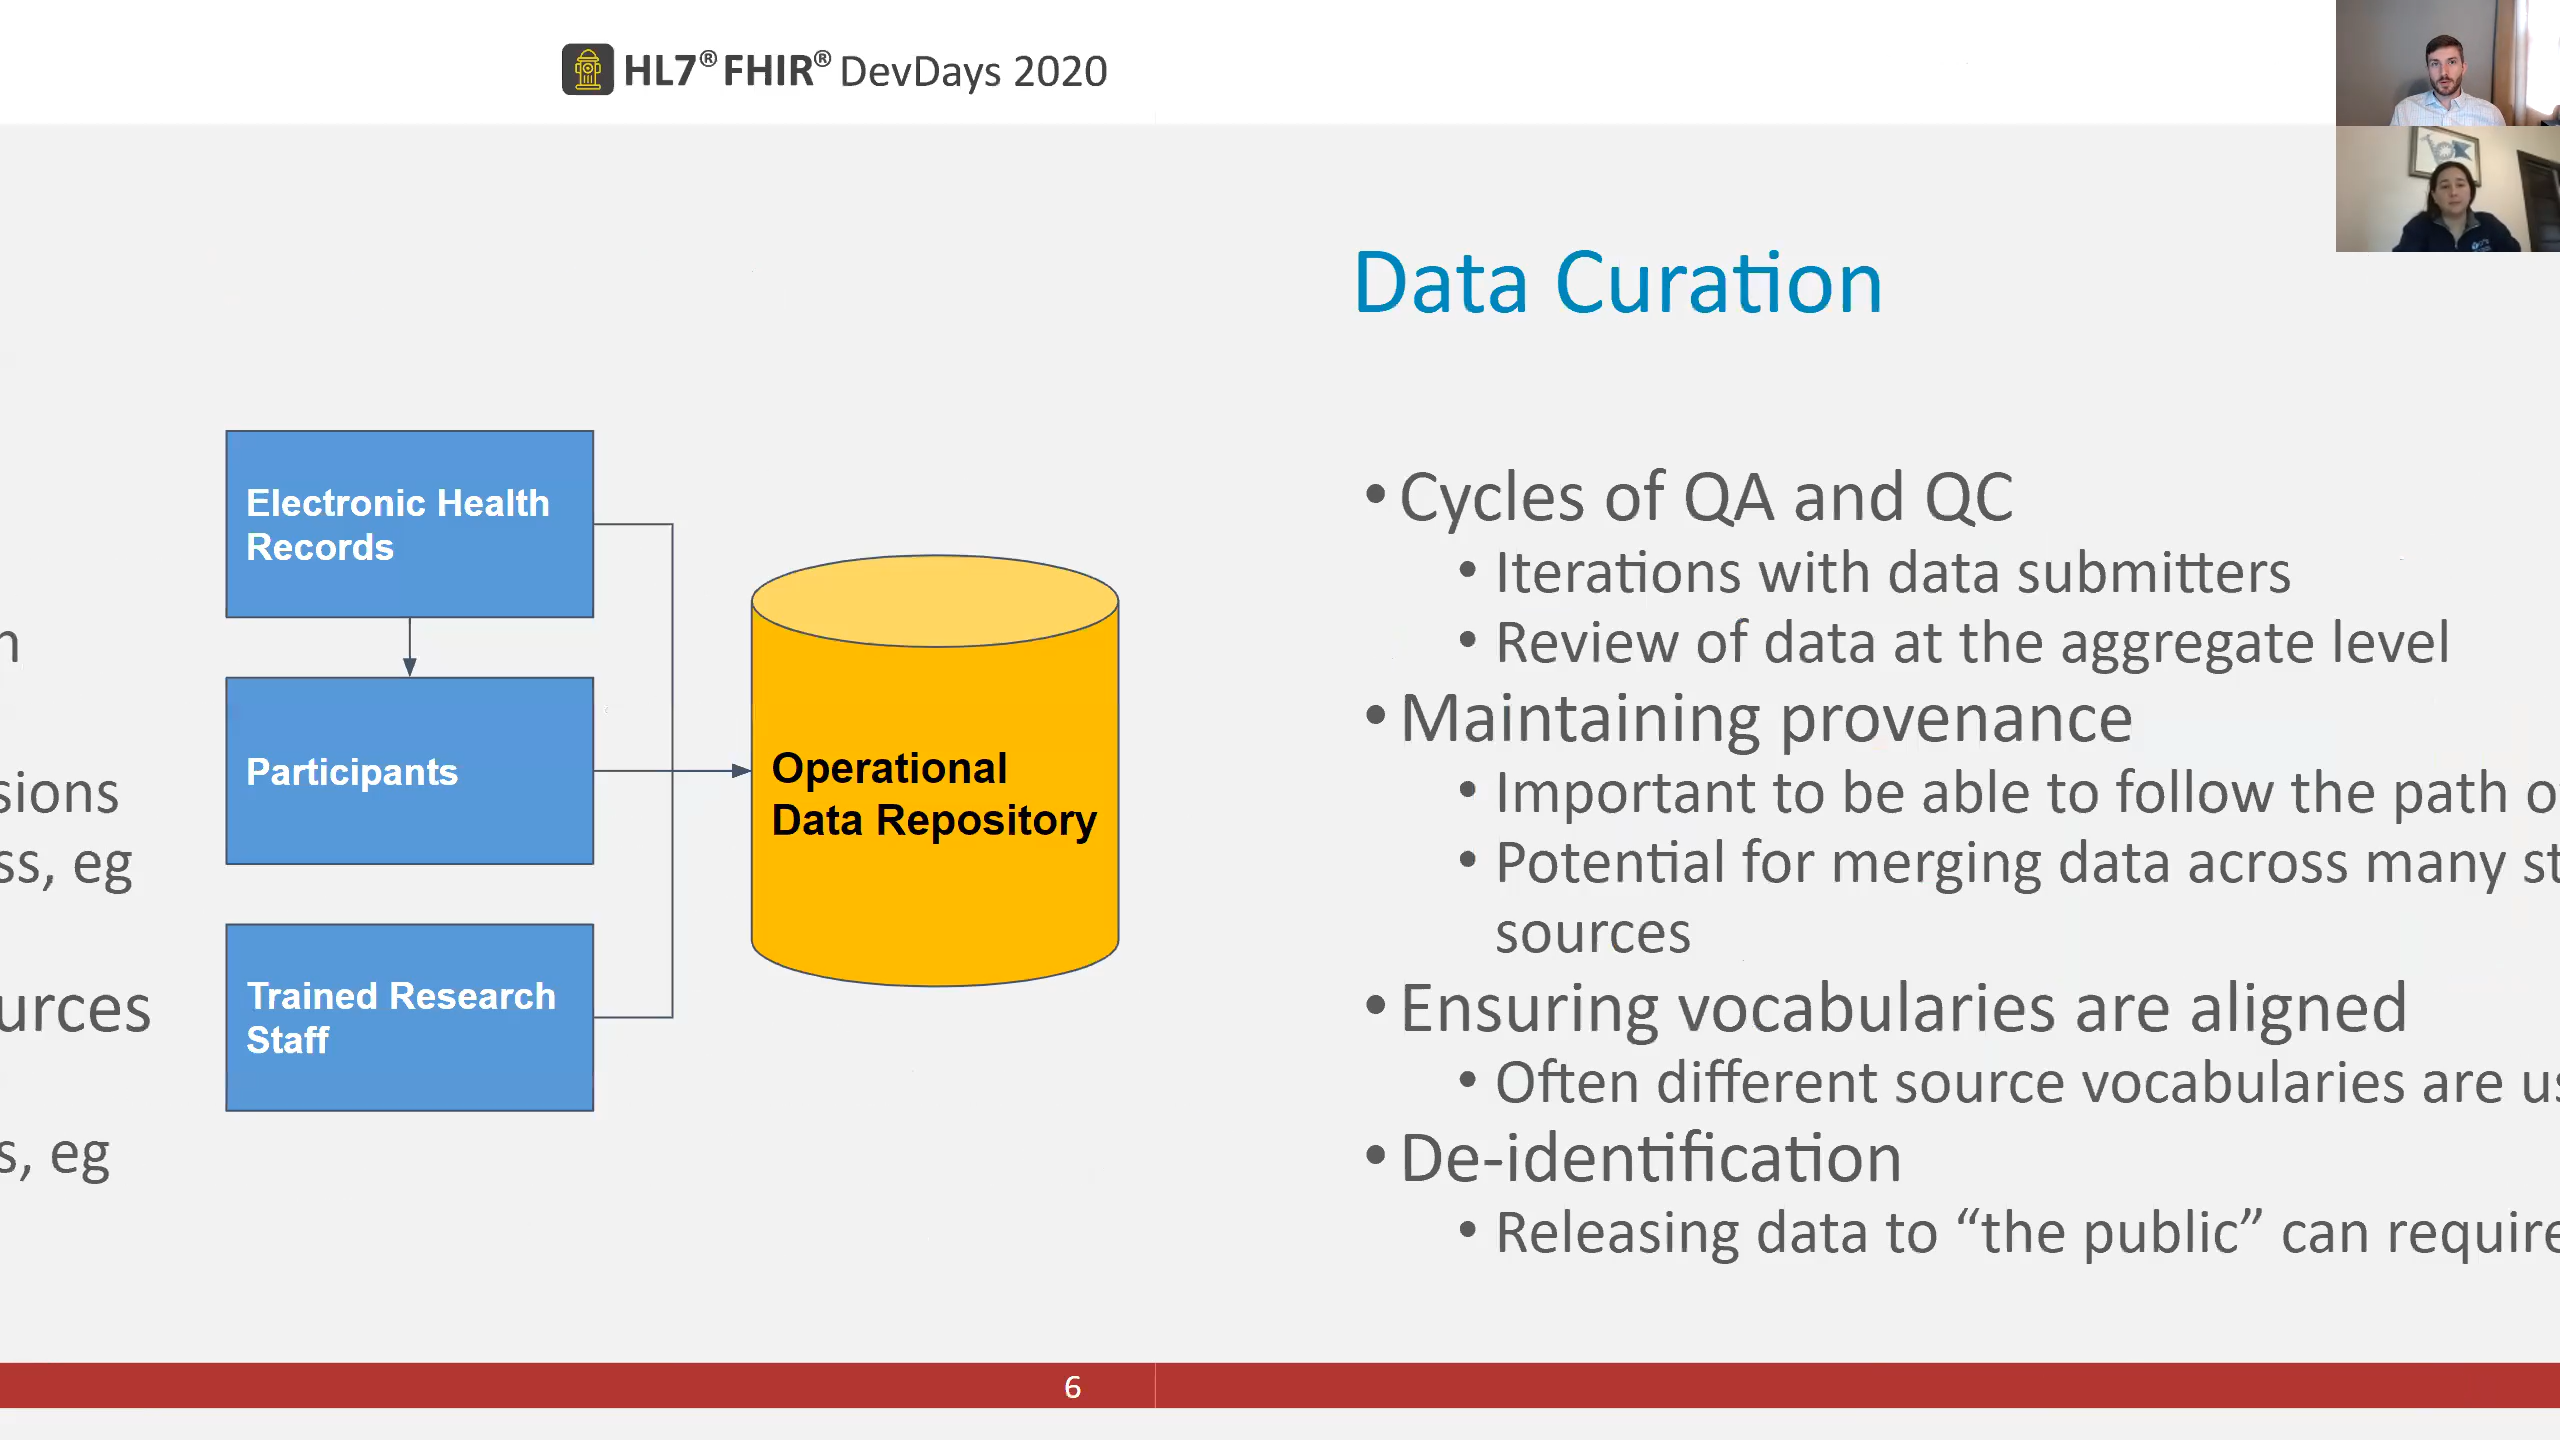 HL7® FHIR® DevDays 2020
sions
ss, eg
urces
s, eg
Electronic Health
Records
Participants
Trained Research
Staff
Operational
Data Repository
6
Data Curation
• Cycles of QA and QC
• Iterations with data submitters
• Review of data at the aggregate level
• Maintaining provenance
• Important to be able to follow the path
• Potential for merging data across many
sources
• Ensuring vocabularies are aligned
• Often different source vocabularies are
• De-identification
• Releasing data to “the public” can require